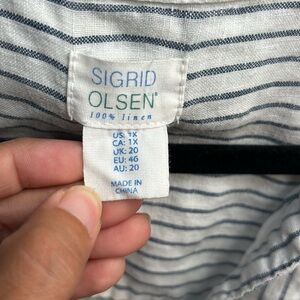 SIGRID
OLSEN®
100% linen
US: 1X
CA: 1X
UK: 20
EU: 46
AU: 20
MADE IN
CHINA